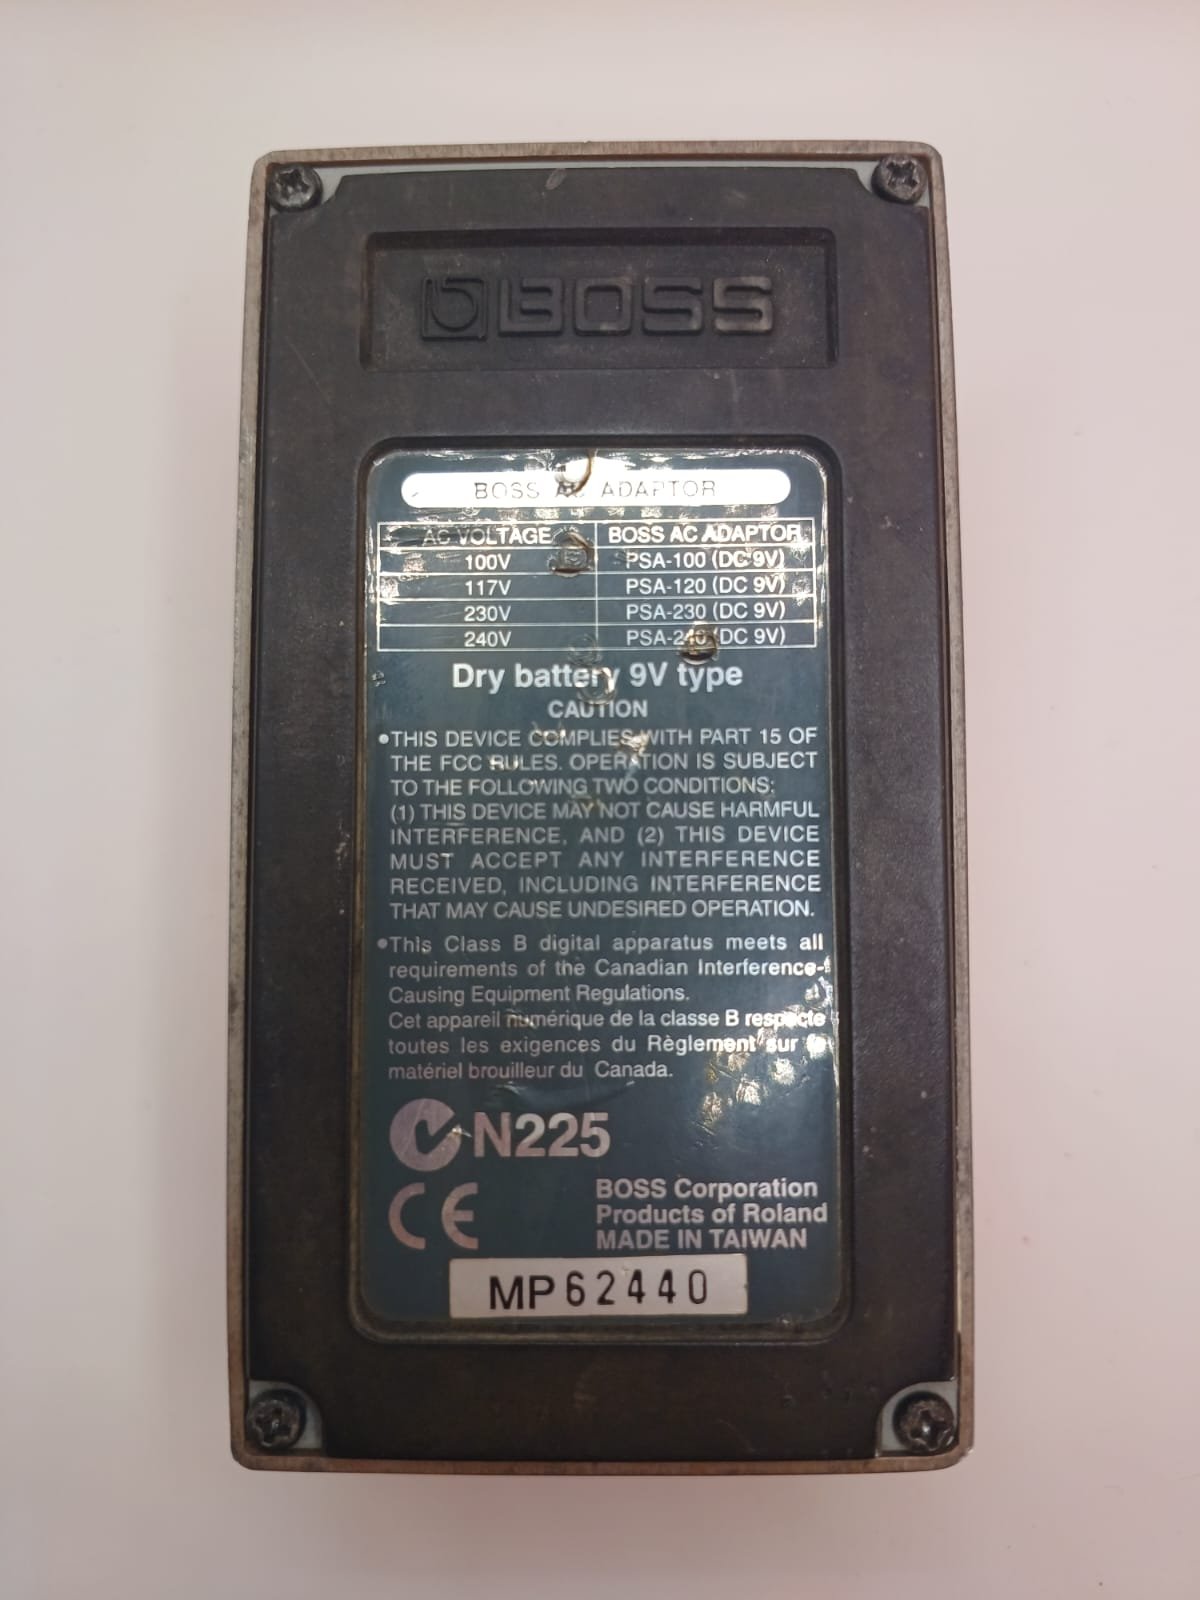 BOSS
BOSS AC ADAPTOR
AC VOLTAGE BOSS AC ADAPTOR
100V PSA-100 (DC 9V)
117V PSA-120 (DC 9V)
230V PSA-230 (DC 9V)
240V PSA-240 (DC 9V)
Dry battery 9V type
CAUTION
●THIS DEVICE COMPLIES WITH PART 15 OF
THE FCC RULES. OPERATION IS SUBJECT
TO THE FOLLOWING TWO CONDITIONS:
(1) THIS DEVICE MAY NOT CAUSE HARMFUL
INTERFERENCE, AND (2) THIS DEVICE
MUST ACCEPT ANY INTERFERENCE
RECEIVED, INCLUDING INTERFERENCE
THAT MAY CAUSE UNDESIRED OPERATION.
●This Class B digital apparatus meets all
requirements of the Canadian Interference-
Causing Equipment Regulations.
Cet appareil numérique de la classe B respecte
toutes les exigences du Règlement sur le
matériel brouilleur du Canada.
N225
CE
BOSS Corporation
Products of Roland
MADE IN TAIWAN
MP62440